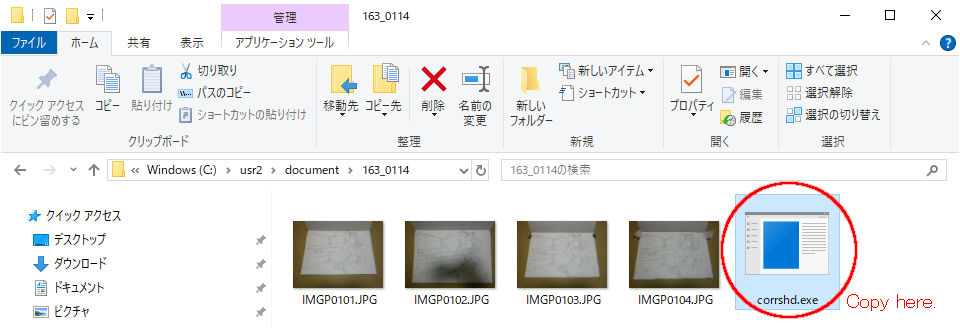 管理
163_0114
ファイル
ホーム
共有
表示
アプリケーション ツール
クイック アクセス
にピン留めする
コピー
貼り付け
切り取り
パスのコピー
ショートカットの貼り付け
クリップボード
移動先
コピー先
削除
名前の
変更
整理
新しい
フォルダー
新しいアイテム
ショートカット
新規
プロパティ
開く
編集
履歴
開く
すべて選択
選択解除
選択の切り替え
選択
« Windows (C:) › usr2 › document › 163_0114
163_0114の検索
クイック アクセス
デスクトップ
ダウンロード
ドキュメント
ピクチャ
IMGP0101.JPG
IMGP0102.JPG
IMGP0103.JPG
IMGP0104.JPG
corrshd.exe
Copy here.